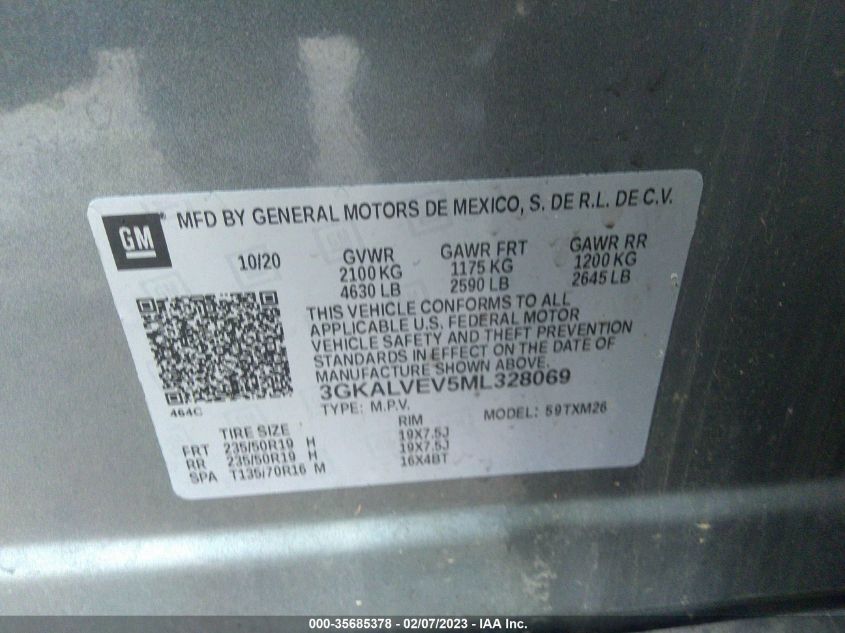 GM
MFD BY GENERAL MOTORS DE MEXICO, S. DE R.L. DE C.V.
10/20 GVWR GAWR FRT GAWR RR
2100 KG 1175 KG 1200 KG
4630 LB 2590 LB 2645 LB
THIS VEHICLE CONFORMS TO ALL
APPLICABLE U.S. FEDERAL MOTOR
VEHICLE SAFETY AND THEFT PREVENTION
STANDARDS IN EFFECT ON THE DATE OF
MANUFACTURE SHOWN ABOVE.
3GKALVEV5ML328069
464C
TYPE: M.P.V. MODEL: 59TXM26
TIRE SIZE RIM
FRT 235/50R19 H 19X7.5J
RR 235/50R19 H 19X7.5J
SPA T135/70R16 M 16X4BT
000-35685378 - 02/07/2023 - IAA Inc.